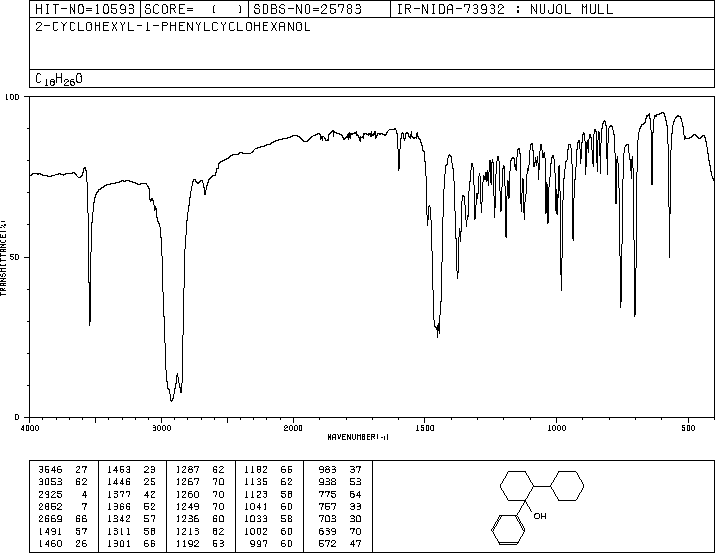 HIT-NO=10593 SCORE= ( ) SDBS-NO=25783 IR-NIDA-73932 : NUJOL MULL
2-CYCLOHEXYL-1-PHENYLCYCLOHEXANOL
C18H26O
100
50
0
TRANSMITTANCE(%)
4000 3000 2000 1500 1000 500
WAVENUMBER(-1)
3546 27 1453 23 1287 62 1182 66 983 37
3053 62 1446 25 1267 70 1135 62 938 53
2925 4 1377 42 1260 70 1123 58 775 64
2852 7 1366 52 1249 70 1041 60 757 33
2669 66 1342 57 1236 60 1033 58 703 30
1491 57 1311 58 1213 62 1002 60 639 70
1460 26 1301 66 1192 53 997 60 572 47
OH